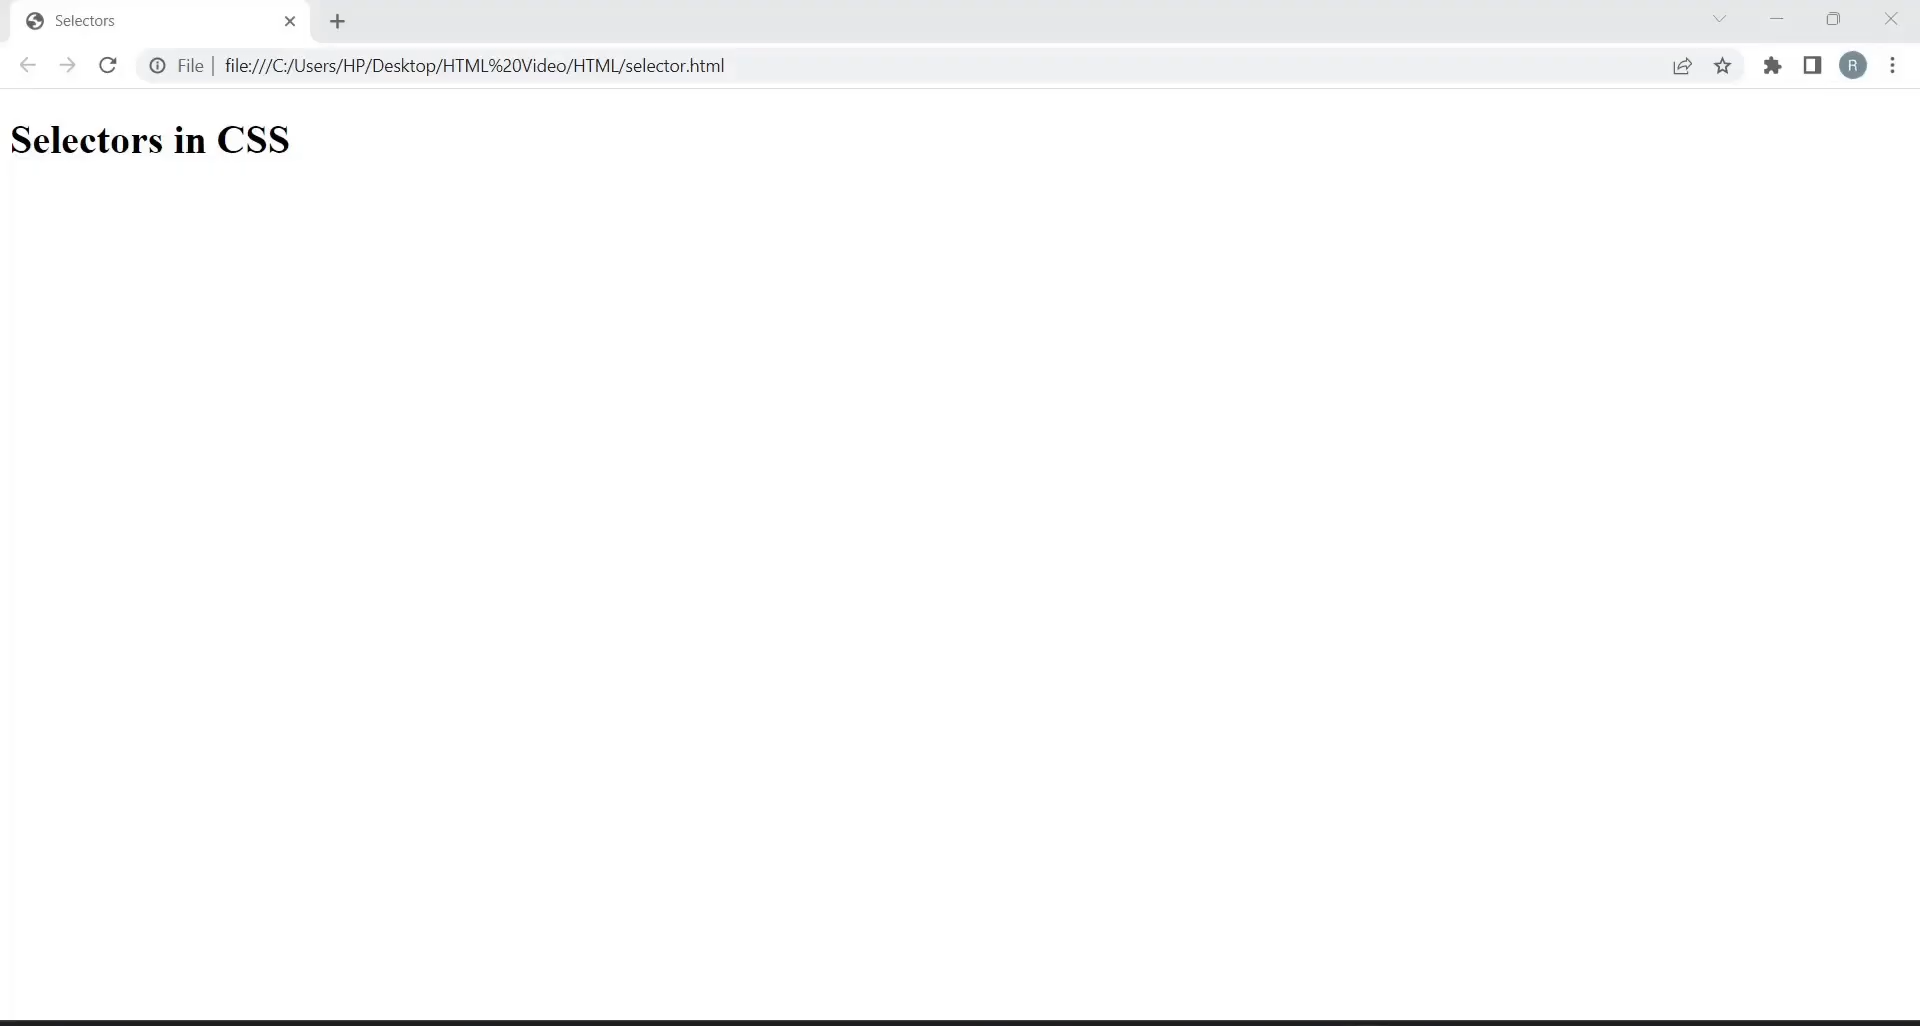 Selectors
File | file:///C:/Users/HP/Desktop/HTML%20Video/HTML/selector.html
R
Selectors in CSS